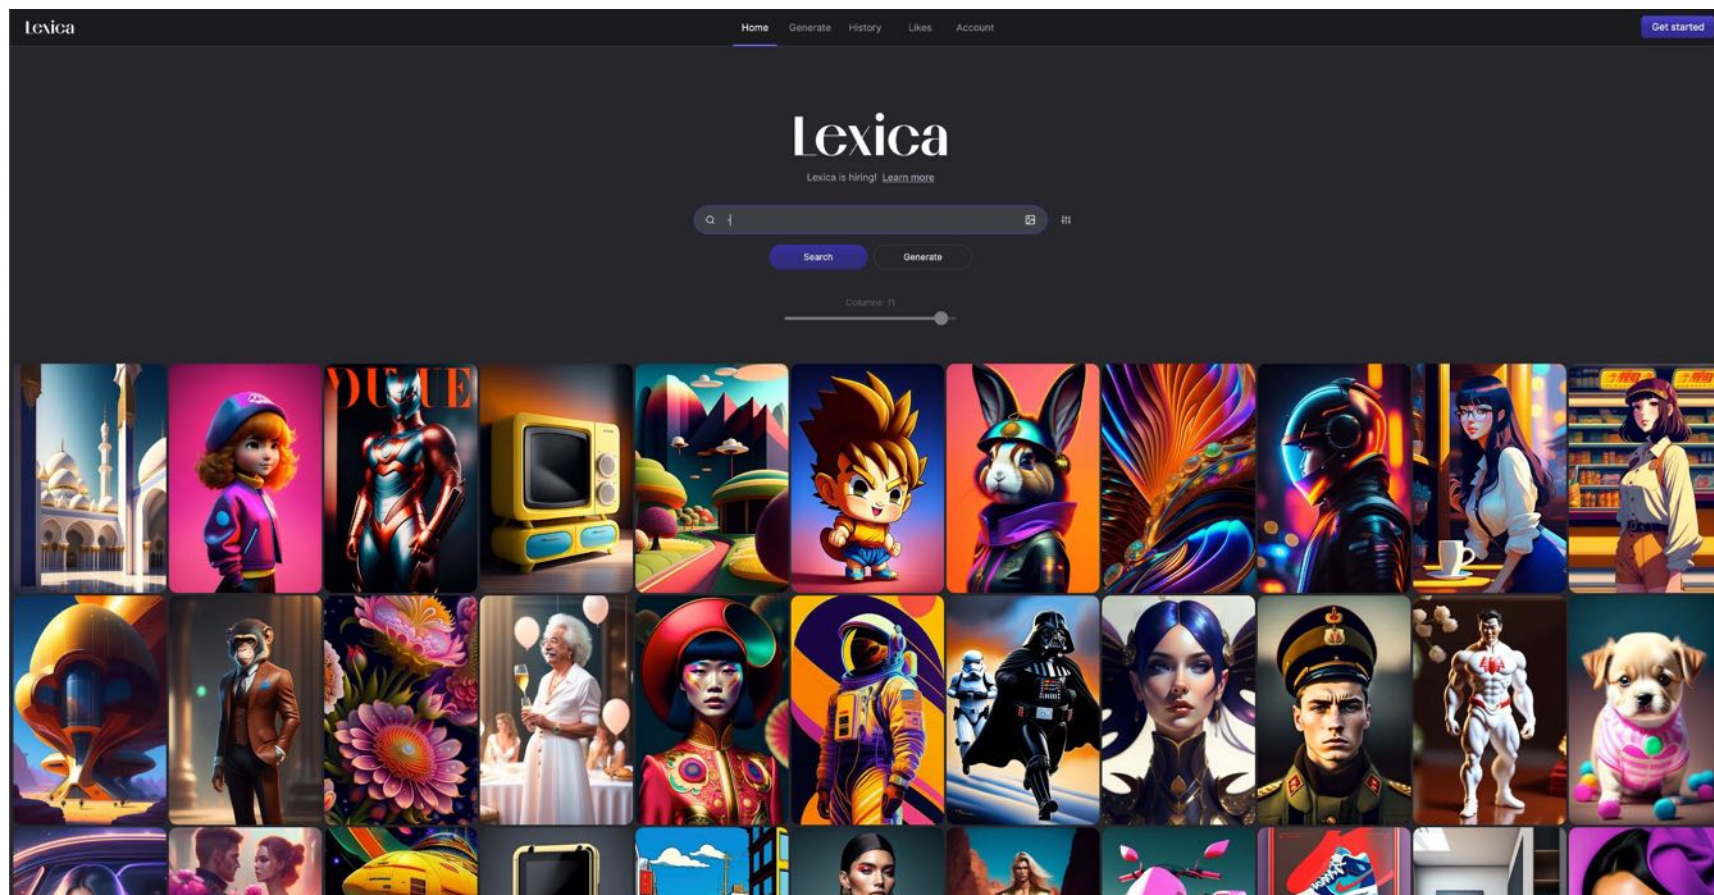 Lexica
Home Generate History Likes Account
Get started
Lexica
Lexica is hiring! Learn more
Search Generate
Columns: 11